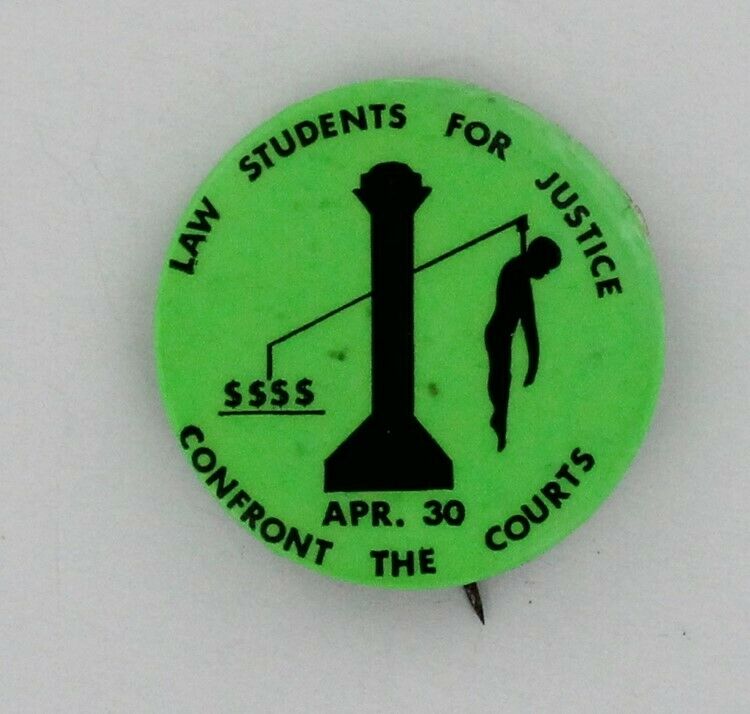 LAW STUDENTS FOR JUSTICE
$$$$
APR. 30
CONFRONT THE COURTS